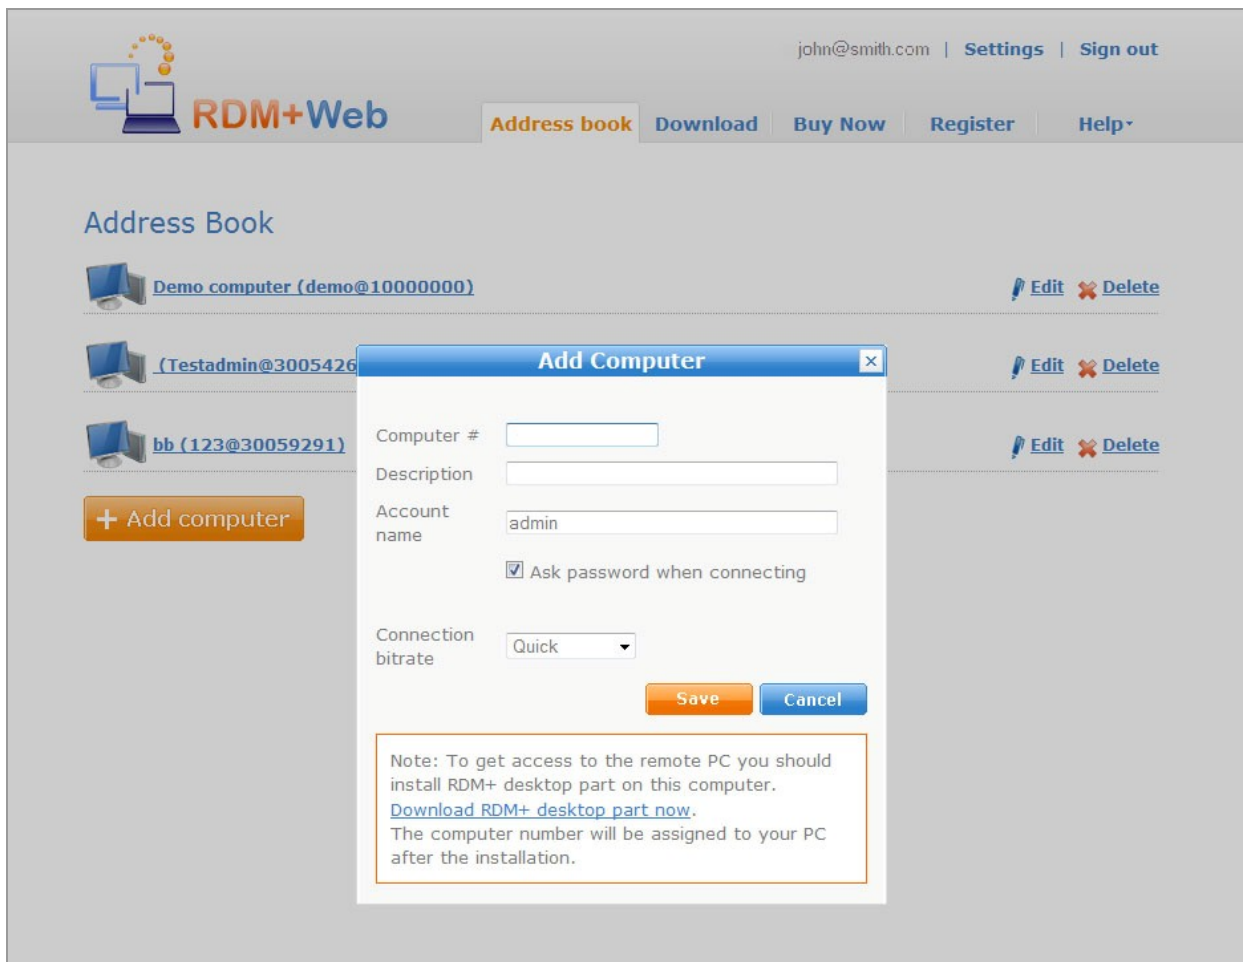 john@smith.com | Settings | Sign out
RDM+Web
Address book Download Buy Now Register Help
Address Book
Demo computer (demo@10000000) Edit Delete
(Testadmin@3005426 Edit Delete
bb (123@30059291) Edit Delete
+ Add computer
Add Computer
Computer #
Description
Account
name
admin
Ask password when connecting
Connection
bitrate
Quick
Save Cancel
Note: To get access to the remote PC you should
install RDM+ desktop part on this computer.
Download RDM+ desktop part now.
The computer number will be assigned to your PC
after the installation.